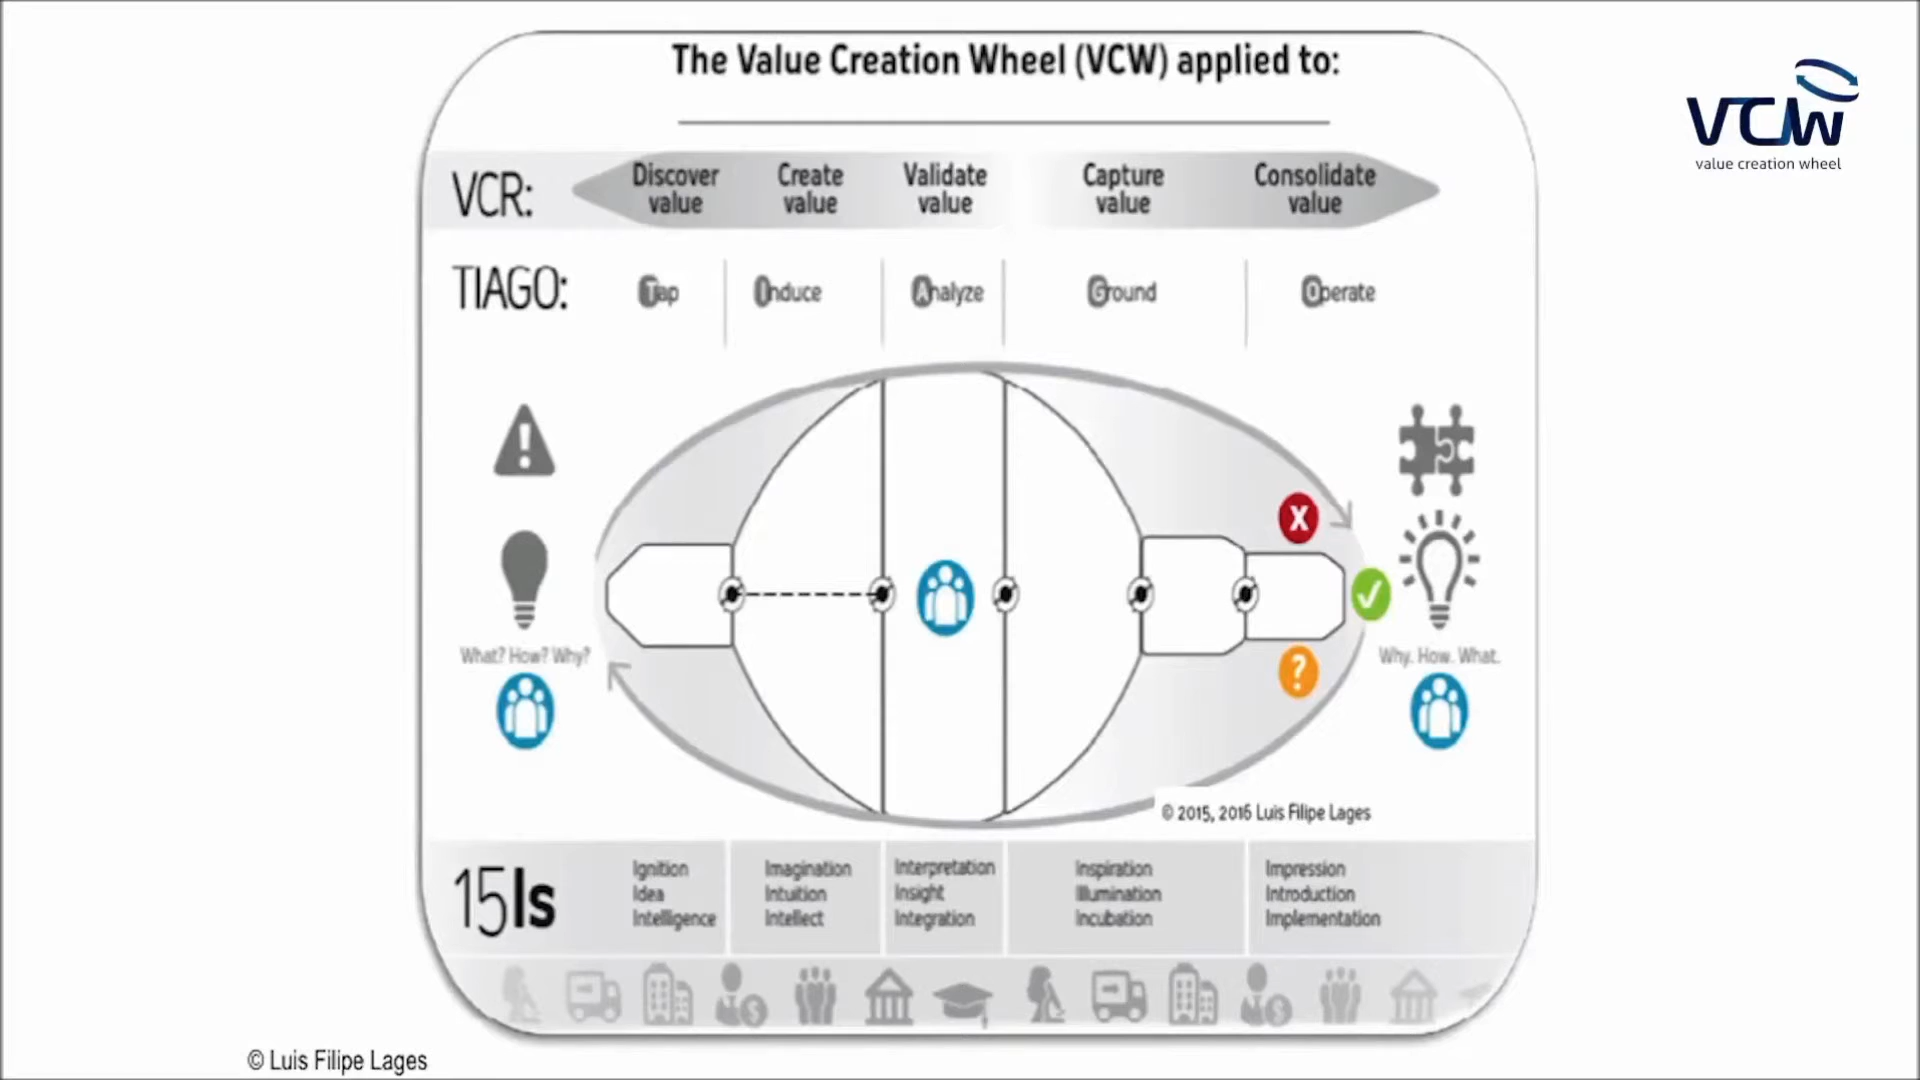 The Value Creation Wheel (VCW) applied to:
VCW
value creation wheel
VCR:
Discover value
Create value
Validate value
Capture value
Consolidate value
TIAGO:
Tap
Induce
Analyze
Ground
Operate
X
What? How? Why?
?
Why. How. What.
© 2015, 2016 Luis Filipe Lages
15Is
Ignition
Idea
Intelligence
Imagination
Intuition
Intellect
Interpretation
Insight
Integration
Inspiration
Illumination
Incubation
Impression
Introduction
Implementation
© Luis Filipe Lages